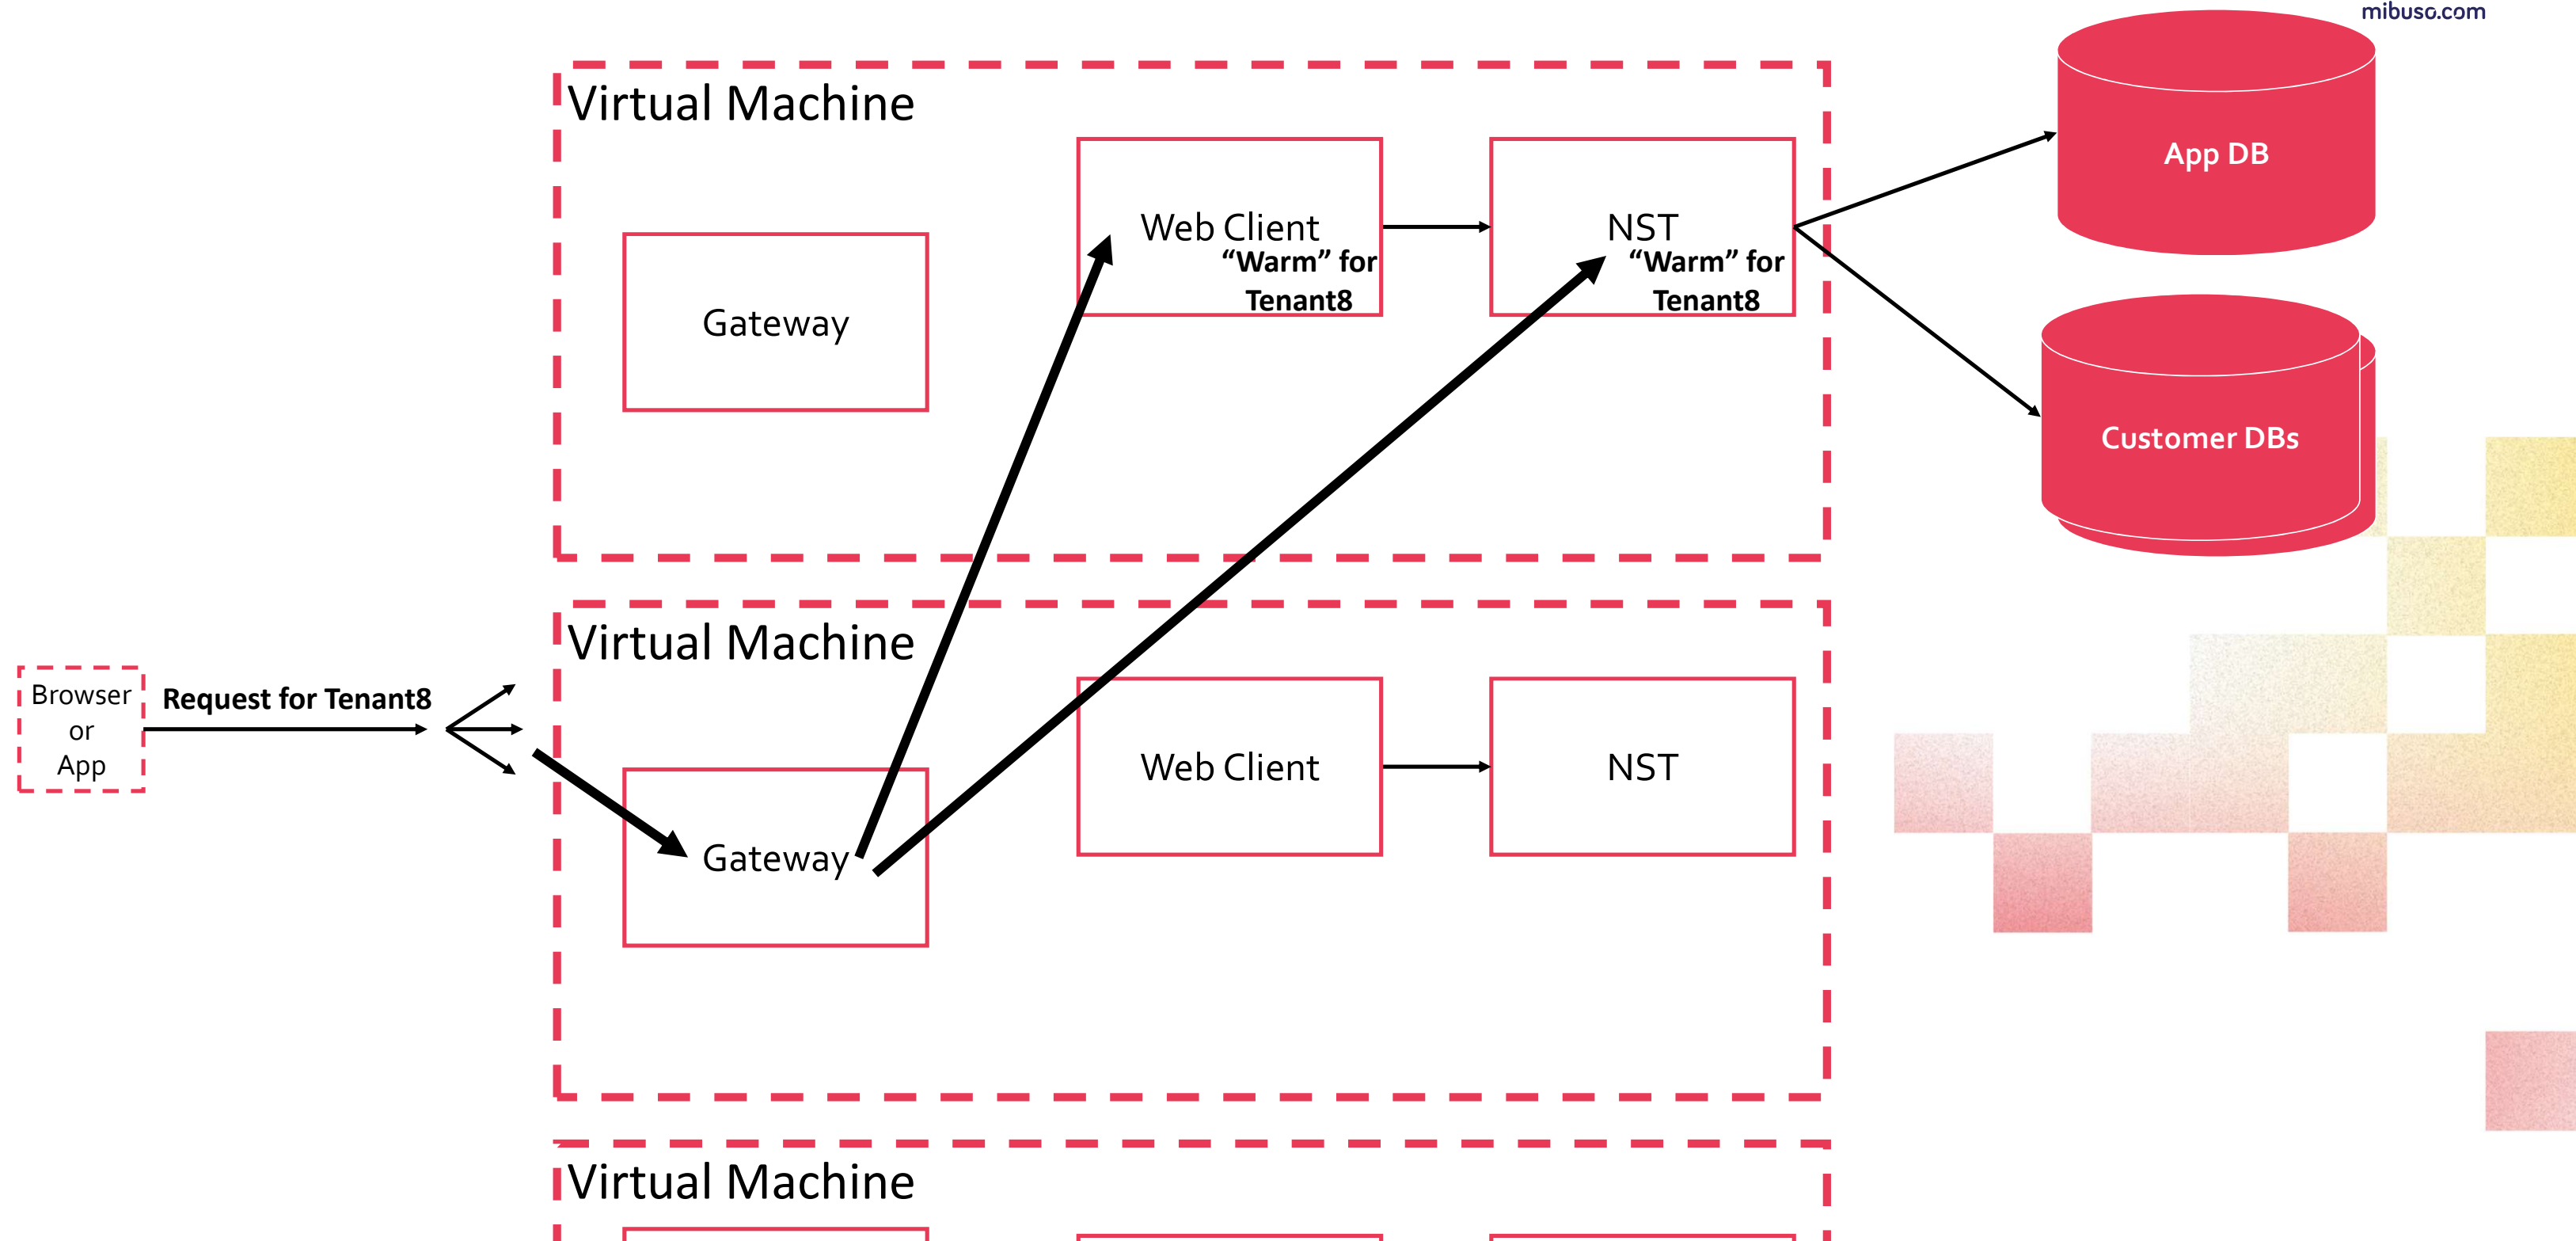 mibuso.com
Virtual Machine
Gateway
Web Client
“Warm” for
Tenant8
NST
“Warm” for
Tenant8
App DB
Customer DBs
Browser
or
App
Request for Tenant8
Virtual Machine
Gateway
Web Client
NST
Virtual Machine